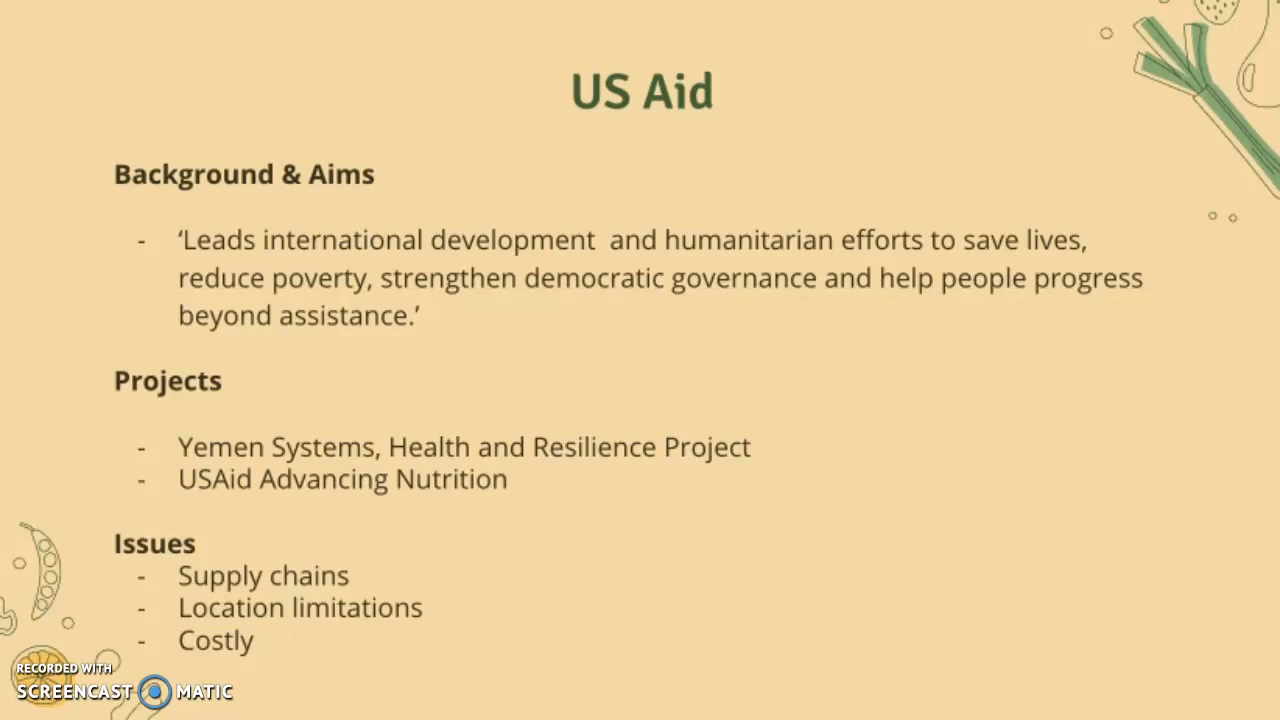 US Aid
Background & Aims
- ‘Leads international development  and humanitarian efforts to save lives,
reduce poverty, strengthen democratic governance and help people progress
beyond assistance.’
Projects
- Yemen Systems, Health and Resilience Project
- USAid Advancing Nutrition
Issues
- Supply chains
- Location limitations
- Costly
RECORDED WITH
SCREENCAST MATIC